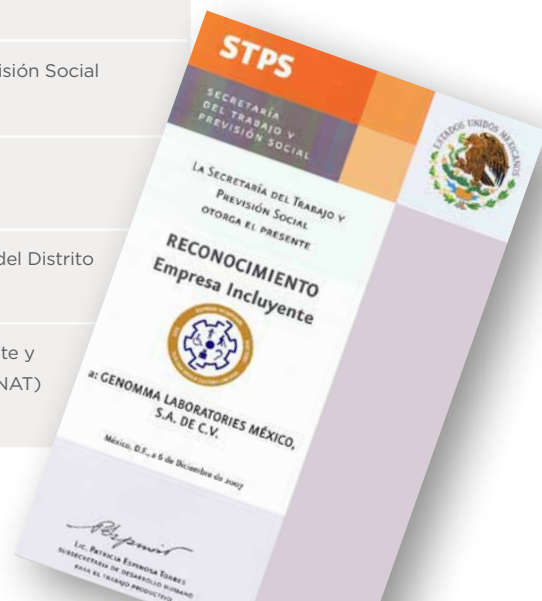 isión Social
del Distrito
te y
NAT)
STPS
SECRETARÍA
DEL TRABAJO Y
PREVISIÓN SOCIAL
ESTADOS UNIDOS MEXICANOS
LA SECRETARÍA DEL TRABAJO Y
PREVISIÓN SOCIAL
OTORGA EL PRESENTE
RECONOCIMIENTO
Empresa Incluyente
a: GENOMMA LABORATORIES MÉXICO,
S.A. DE C.V.
México, D.F., a 6 de Diciembre de 2007
LIC. PATRICIA ESPINOSA TORRES
SUBSECRETARIA DE DESARROLLO HUMANO
PARA EL TRABAJO PRODUCTIVO